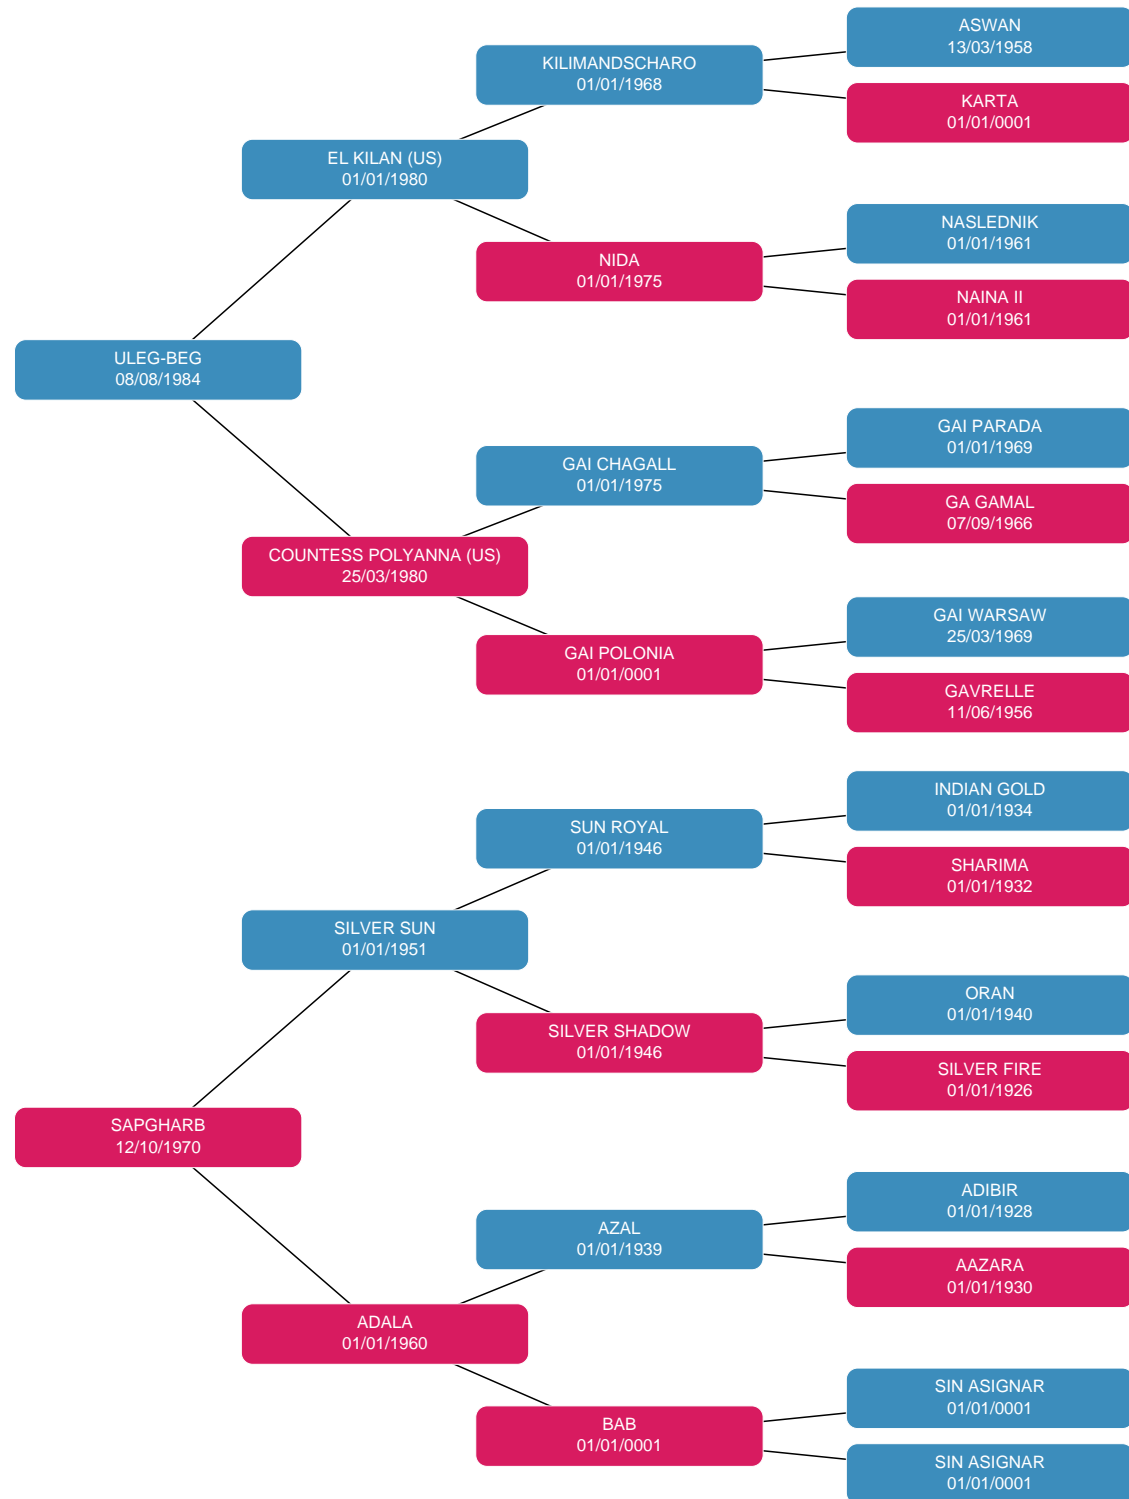 ASWAN
13/03/1958
KILIMANDSCHARO
01/01/1968
KARTA
01/01/0001
EL KILAN (US)
01/01/1980
NASLEDNIK
01/01/1961
NIDA
01/01/1975
NAINA II
01/01/1961
ULEG-BEG
08/08/1984
GAI PARADA
01/01/1969
GAI CHAGALL
01/01/1975
GA GAMAL
07/09/1966
COUNTESS POLYANNA (US)
25/03/1980
GAI WARSAW
25/03/1969
GAI POLONIA
01/01/0001
GAVRELLE
11/06/1956
INDIAN GOLD
01/01/1934
SUN ROYAL
01/01/1946
SHARIMA
01/01/1932
SILVER SUN
01/01/1951
ORAN
01/01/1940
SILVER SHADOW
01/01/1946
SILVER FIRE
01/01/1926
SAPGHARB
12/10/1970
ADIBIR
01/01/1928
AZAL
01/01/1939
AAZARA
01/01/1930
ADALA
01/01/1960
SIN ASIGNAR
01/01/0001
BAB
01/01/0001
SIN ASIGNAR
01/01/0001